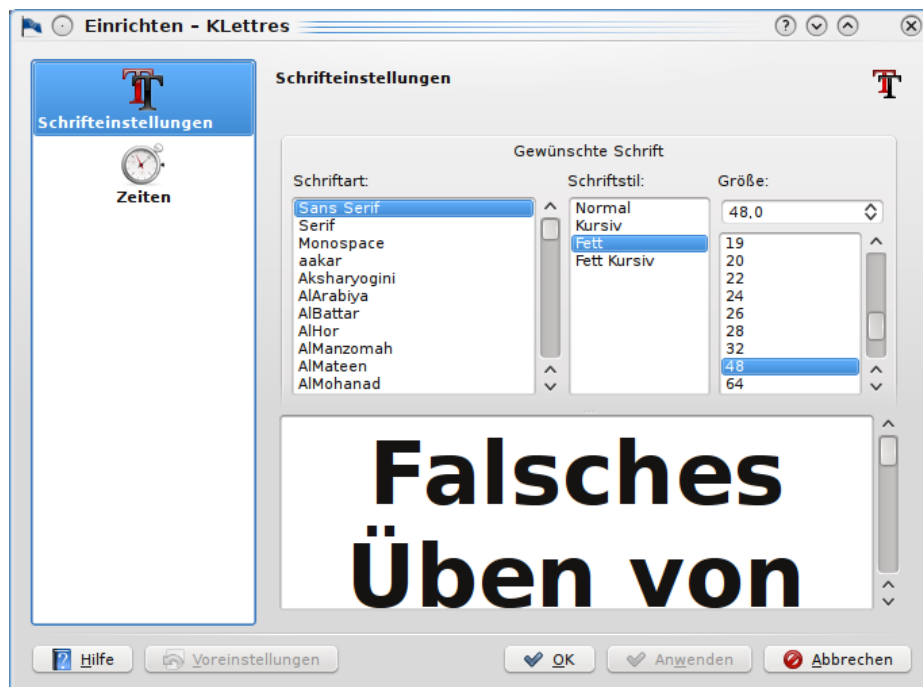 Einrichten – KLettres
Schrifteinstellungen
Zeiten
Schrifteinstellungen
Gewünschte Schrift
Schriftart:
Sans Serif
Serif
Monospace
aakar
Aksharyogini
AlArabiya
AlBattar
AlHor
AlManzomah
AlMateen
AlMohanad
Schriftstil:
Normal
Kursiv
Fett
Fett Kursiv
Größe:
48,0
19
20
22
24
26
28
32
48
64
Falsches
Üben von
Hilfe
Voreinstellungen
OK
Anwenden
Abbrechen